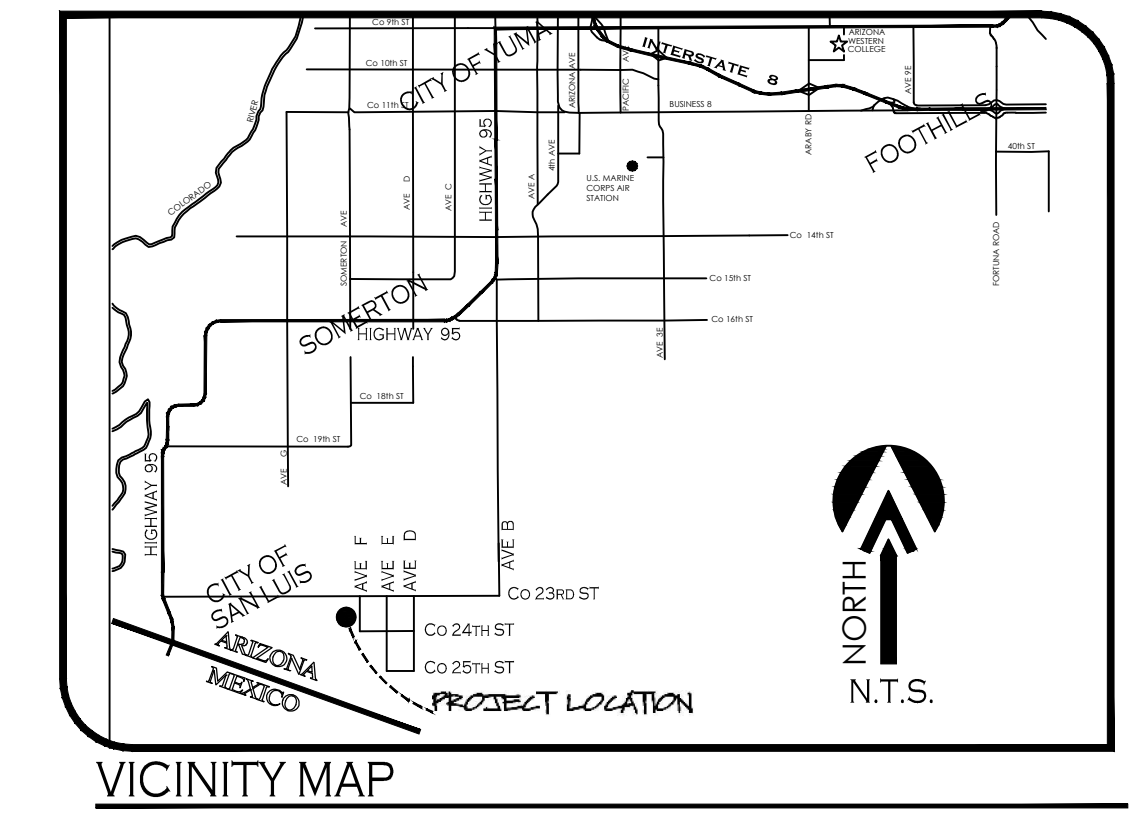 Co 9th ST
CITY OF YUMA
Co 10th ST
Co 11th ST
RIVER
COLORADO
ARIZONA AVE
PACIFIC AV
INTERSTATE 8
ARIZONA
WESTERN
COLLEGE
AVE 9E
BUSINESS 8
ARABY RD
FOOTHILLS
40th ST
HIGHWAY 95
4th AVE
AVE A
AVE C
AVE D
SOMERTON AVE
U.S. MARINE
CORPS AIR
STATION
FORTUNA ROAD
Co 14th ST
Co 15th ST
Co 16th ST
AVE 3E
SOMERTON
HIGHWAY 95
Co 18th ST
Co 19th ST
AVE G
HIGHWAY 95
AVE F
AVE E
AVE D
AVE B
CITY OF
SAN LUIS
Co 23RD ST
Co 24TH ST
Co 25TH ST
ARIZONA
MEXICO
PROJECT LOCATION
NORTH
N.T.S.
VICINITY MAP